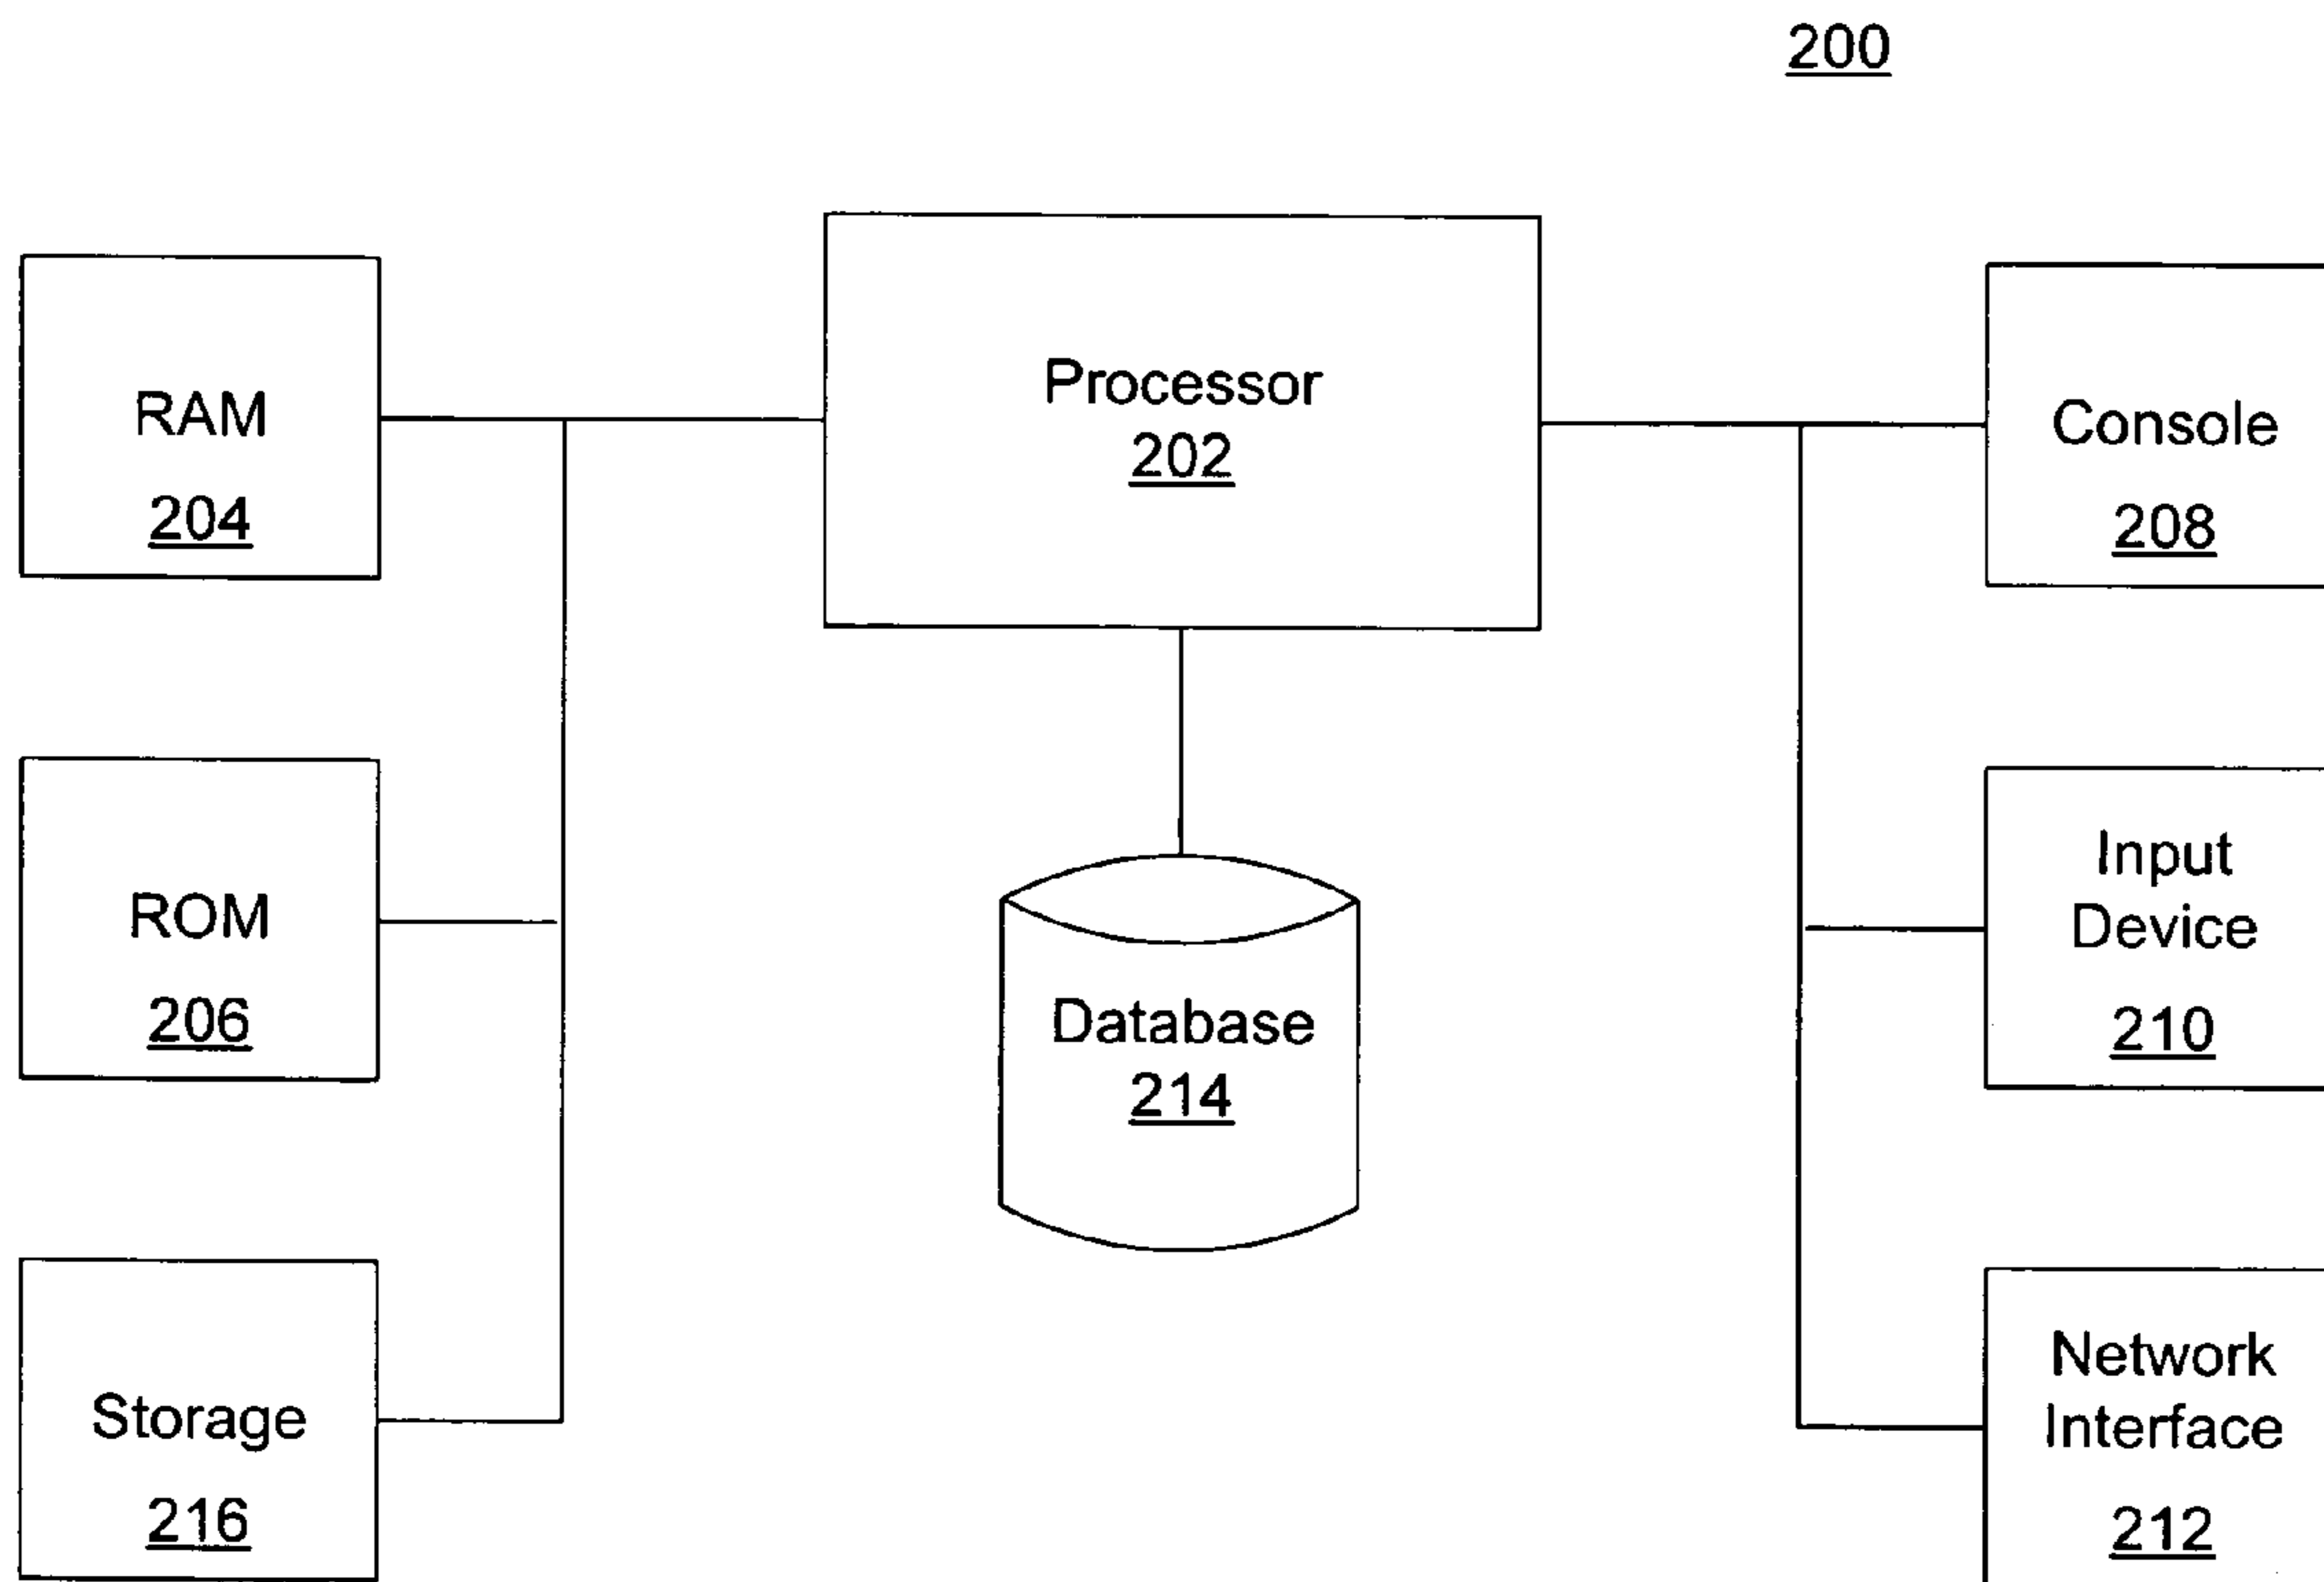 200
RAM
204
Processor
202
Console
208
ROM
206
Database
214
Input
Device
210
Storage
216
Network
Interface
212